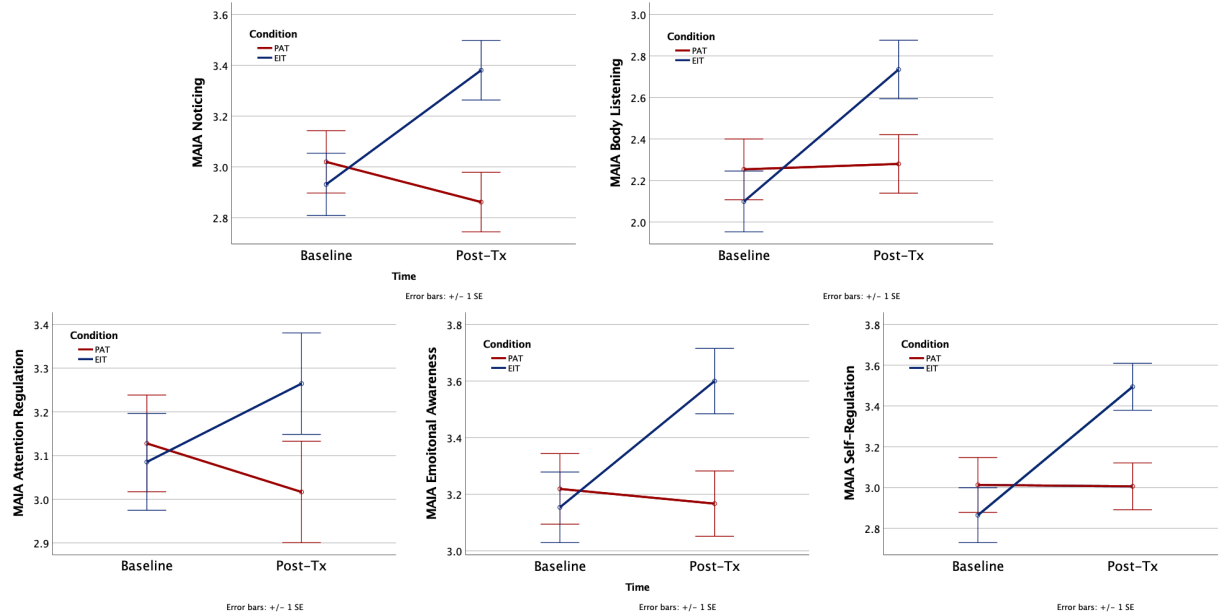 MAIA Noticing
Condition
PAT
EIT
3.6
3.4
3.2
3.0
2.8
Baseline
Post-Tx
Time
Error bars: +/- 1 SE
MAIA Body Listening
Condition
PAT
EIT
3.0
2.8
2.6
2.4
2.2
2.0
Baseline
Post-Tx
Error bars: +/- 1 SE
MAIA Attention Regulation
Condition
PAT
EIT
3.4
3.3
3.2
3.1
3.0
2.9
Baseline
Post-Tx
Error bars: +/- 1 SE
MAIA Emoitonal Awareness
Condition
PAT
EIT
3.8
3.6
3.4
3.2
3.0
Baseline
Post-Tx
Time
Error bars: +/- 1 SE
MAIA Self-Regulation
Condition
PAT
EIT
3.8
3.6
3.4
3.2
3.0
2.8
Baseline
Post-Tx
Error bars: +/- 1 SE